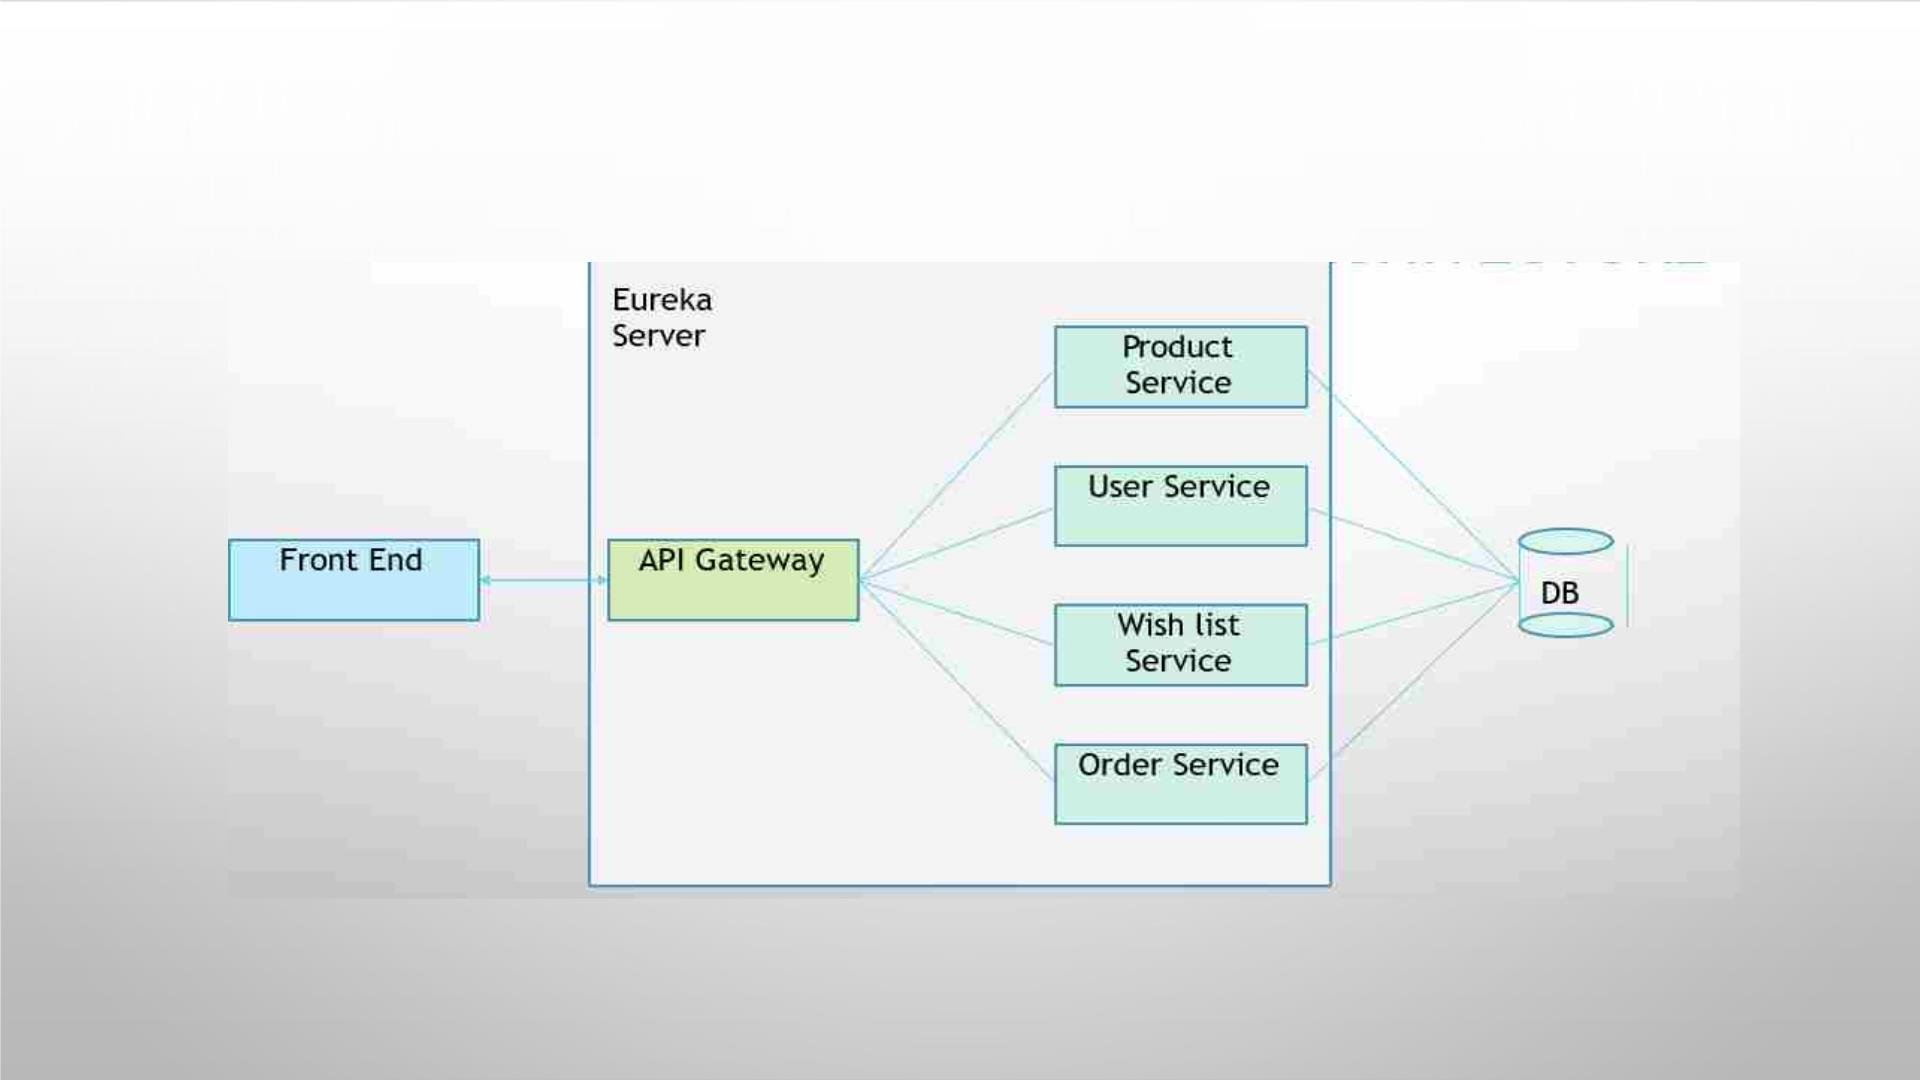 Eureka
Server
Product
Service
User Service
Front End
API Gateway
DB
Wish list
Service
Order Service